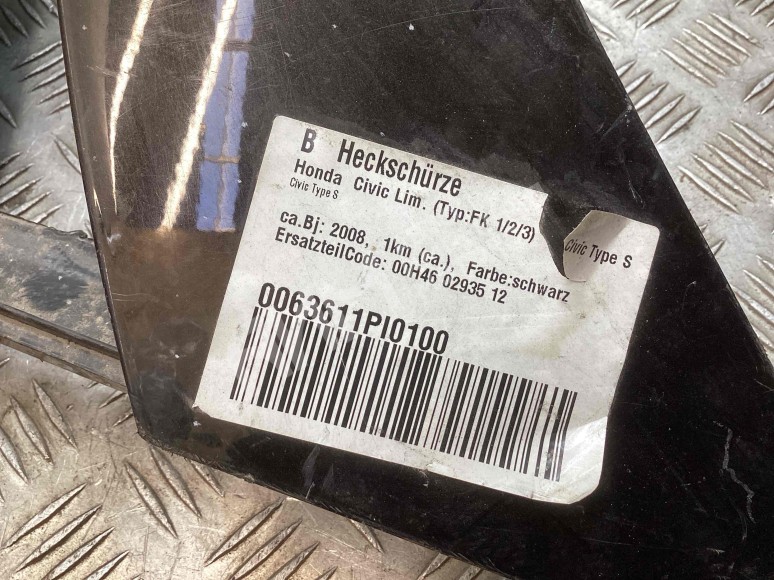 B Heckschürze
Honda Civic Lim. (Typ:FK 1/2/3) Civic Type S
Civic Type S
ca.Bj: 2008, 1km (ca.), Farbe:schwarz
ErsatzteilCode: 00H46 02935 12
0063611PI0100